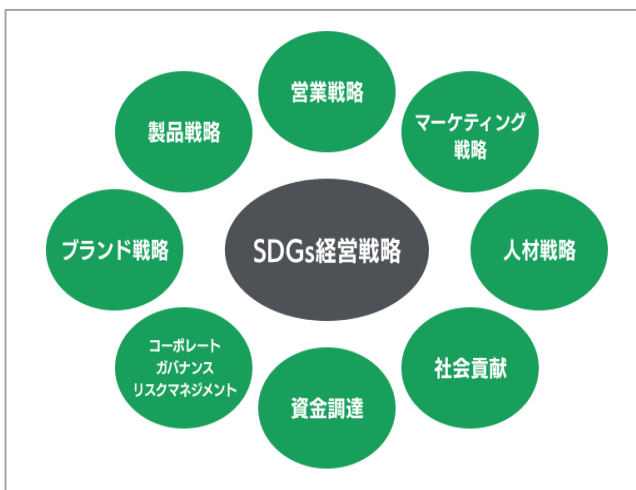 営業戦略
製品戦略
マーケティング
戦略
ブランド戦略
SDGs経営戦略
人材戦略
コーポレート
ガバナンス
リスクマネジメント
社会貢献
資金調達